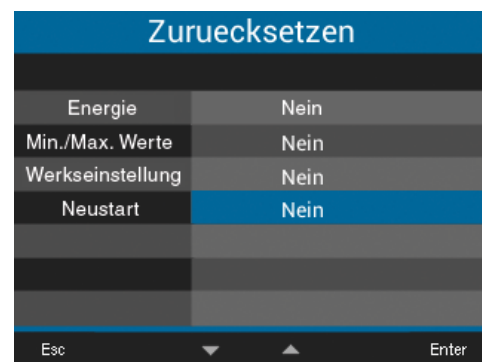 Zuruecksetzen
Energie Nein
Min./Max. Werte Nein
Werkseinstellung Nein
Neustart Nein
Esc Enter